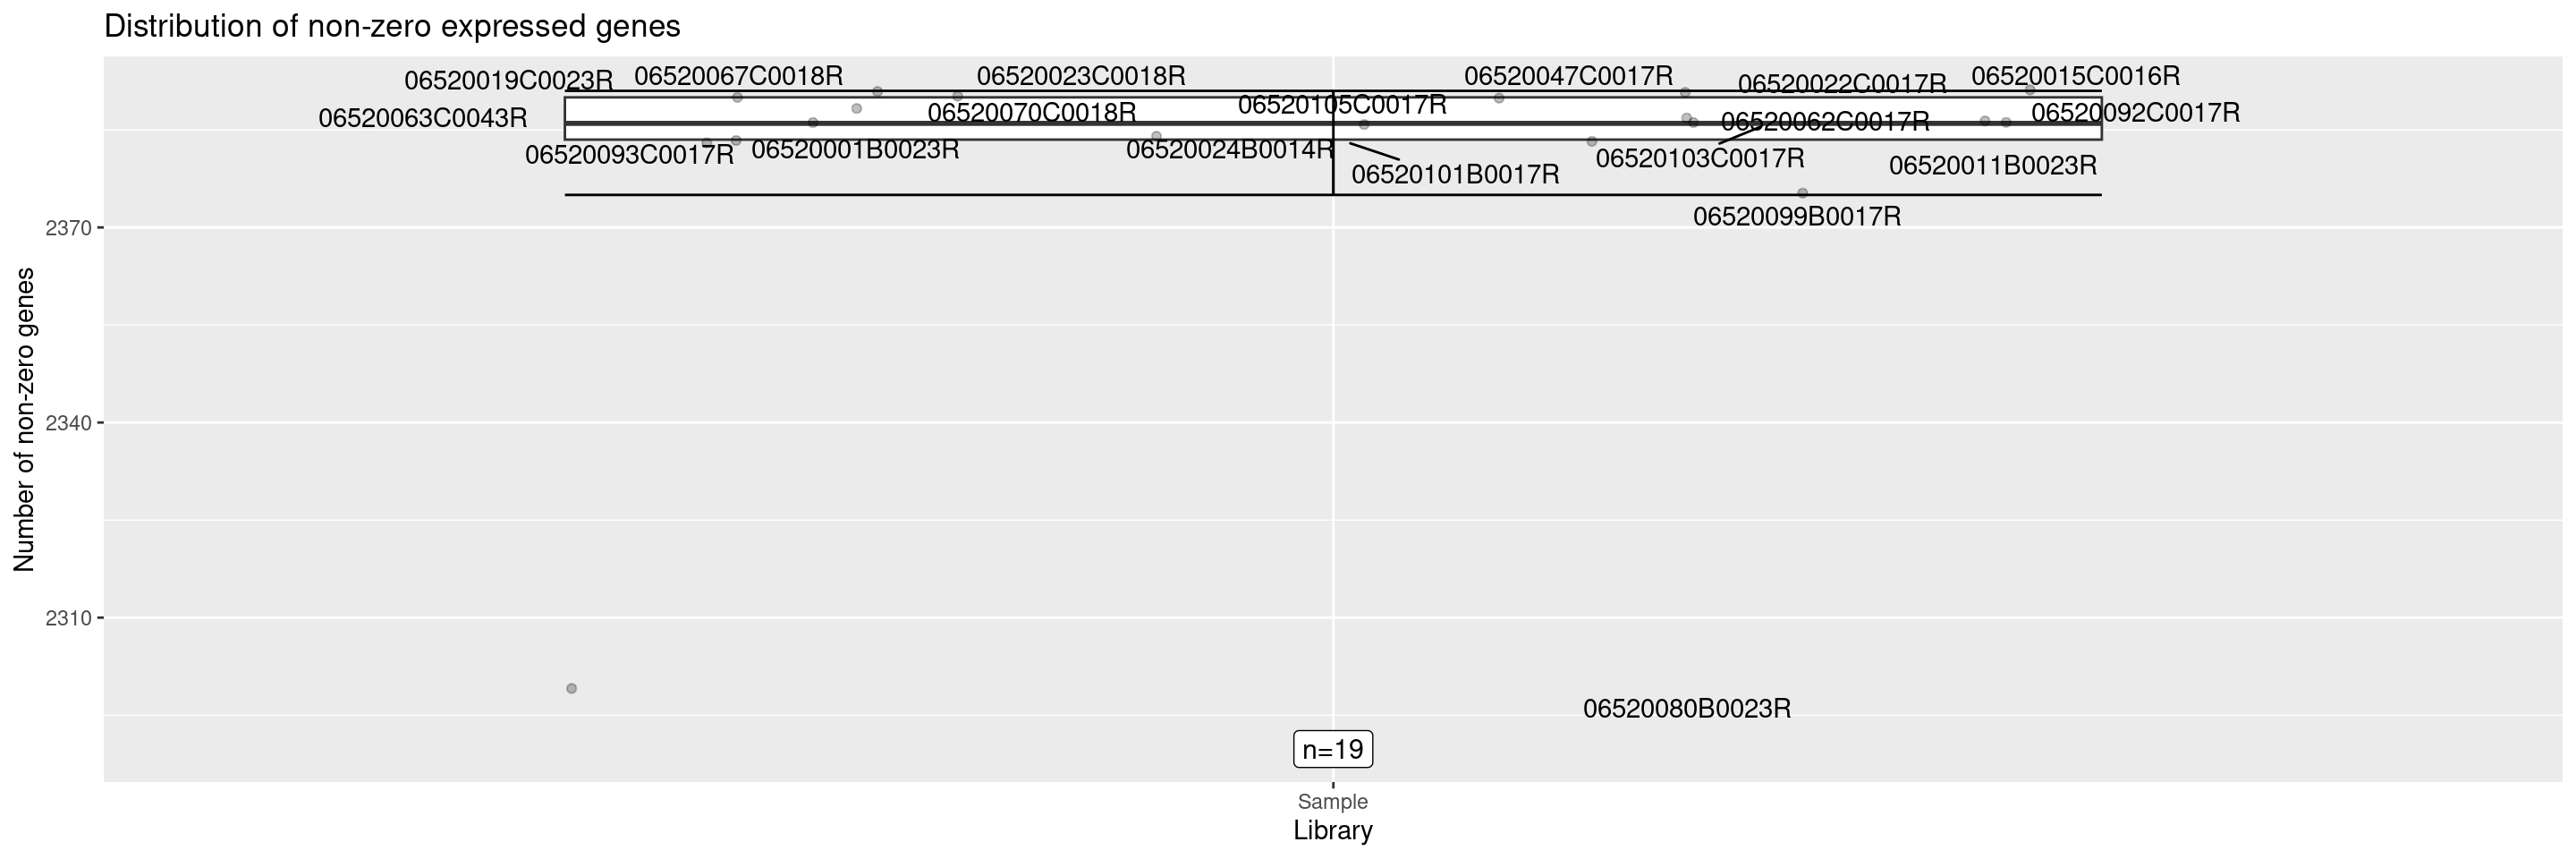 Distribution of non-zero expressed genes
06520019C0023R
06520067C0018R
06520023C0018R
06520047C0017R
06520022C0017R
06520015C0016R
06520063C0043R
06520070C0018R
06520105C0017R
06520062C0017R
06520092C0017R
06520093C0017R
06520001B0023R
06520024B0014R
06520101B0017R
06520103C0017R
06520011B0023R
06520099B0017R
2370
2340
2310
Number of non-zero genes
06520080B0023R
n=19
Sample
Library